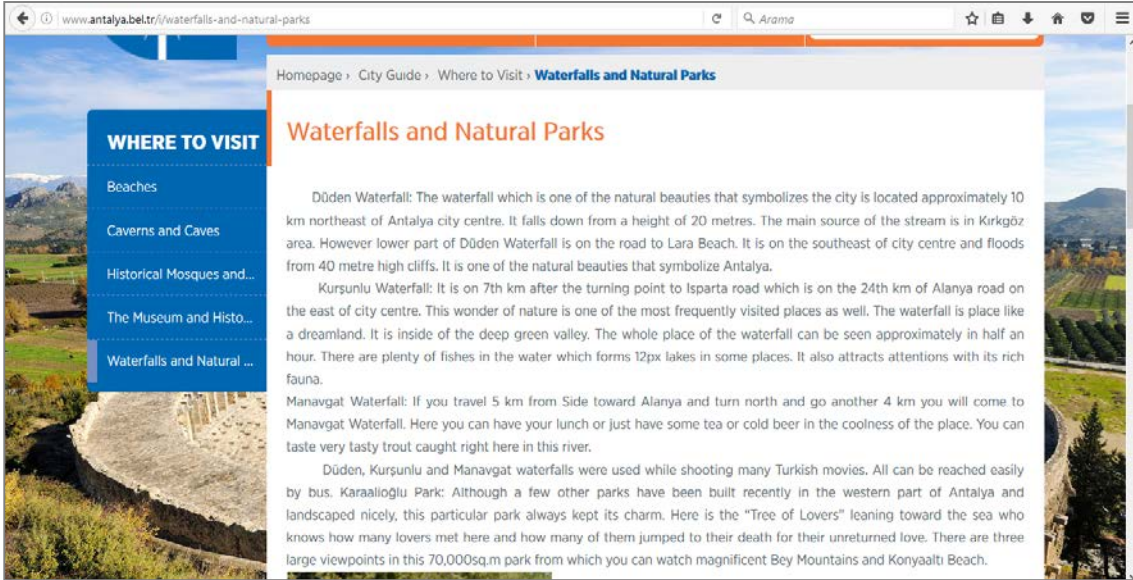 www.antalya.bel.tr/i/waterfalls-and-natural-parks
Arama
Homepage › City Guide › Where to Visit › Waterfalls and Natural Parks
WHERE TO VISIT
Beaches
Caverns and Caves
Historical Mosques and...
The Museum and Histo...
Waterfalls and Natural ...
Waterfalls and Natural Parks
Düden Waterfall: The waterfall which is one of the natural beauties that symbolizes the city is located approximately 10
km northeast of Antalya city centre. It falls down from a height of 20 metres. The main source of the stream is in Kırkgöz
area. However lower part of Düden Waterfall is on the road to Lara Beach. It is on the southeast of city centre and floods
from 40 metre high cliffs. It is one of the natural beauties that symbolize Antalya.
Kurşunlu Waterfall: It is on 7th km after the turning point to Isparta road which is on the 24th km of Alanya road on
the east of city centre. This wonder of nature is one of the most frequently visited places as well. The waterfall is place like
a dreamland. It is inside of the deep green valley. The whole place of the waterfall can be seen approximately in half an
hour. There are plenty of fishes in the water which forms 12px lakes in some places. It also attracts attentions with its rich
fauna.
Manavgat Waterfall: If you travel 5 km from Side toward Alanya and turn north and go another 4 km you will come to
Manavgat Waterfall. Here you can have your lunch or just have some tea or cold beer in the coolness of the place. You can
taste very tasty trout caught right here in this river.
Düden, Kurşunlu and Manavgat waterfalls were used while shooting many Turkish movies. All can be reached easily
by bus. Karaalioğlu Park: Although a few other parks have been built recently in the western part of Antalya and
landscaped nicely, this particular park always kept its charm. Here is the “Tree of Lovers” leaning toward the sea who
knows how many lovers met here and how many of them jumped to their death for their unreturned love. There are three
large viewpoints in this 70,000sq.m park from which you can watch magnificent Bey Mountains and Konyaaltı Beach.